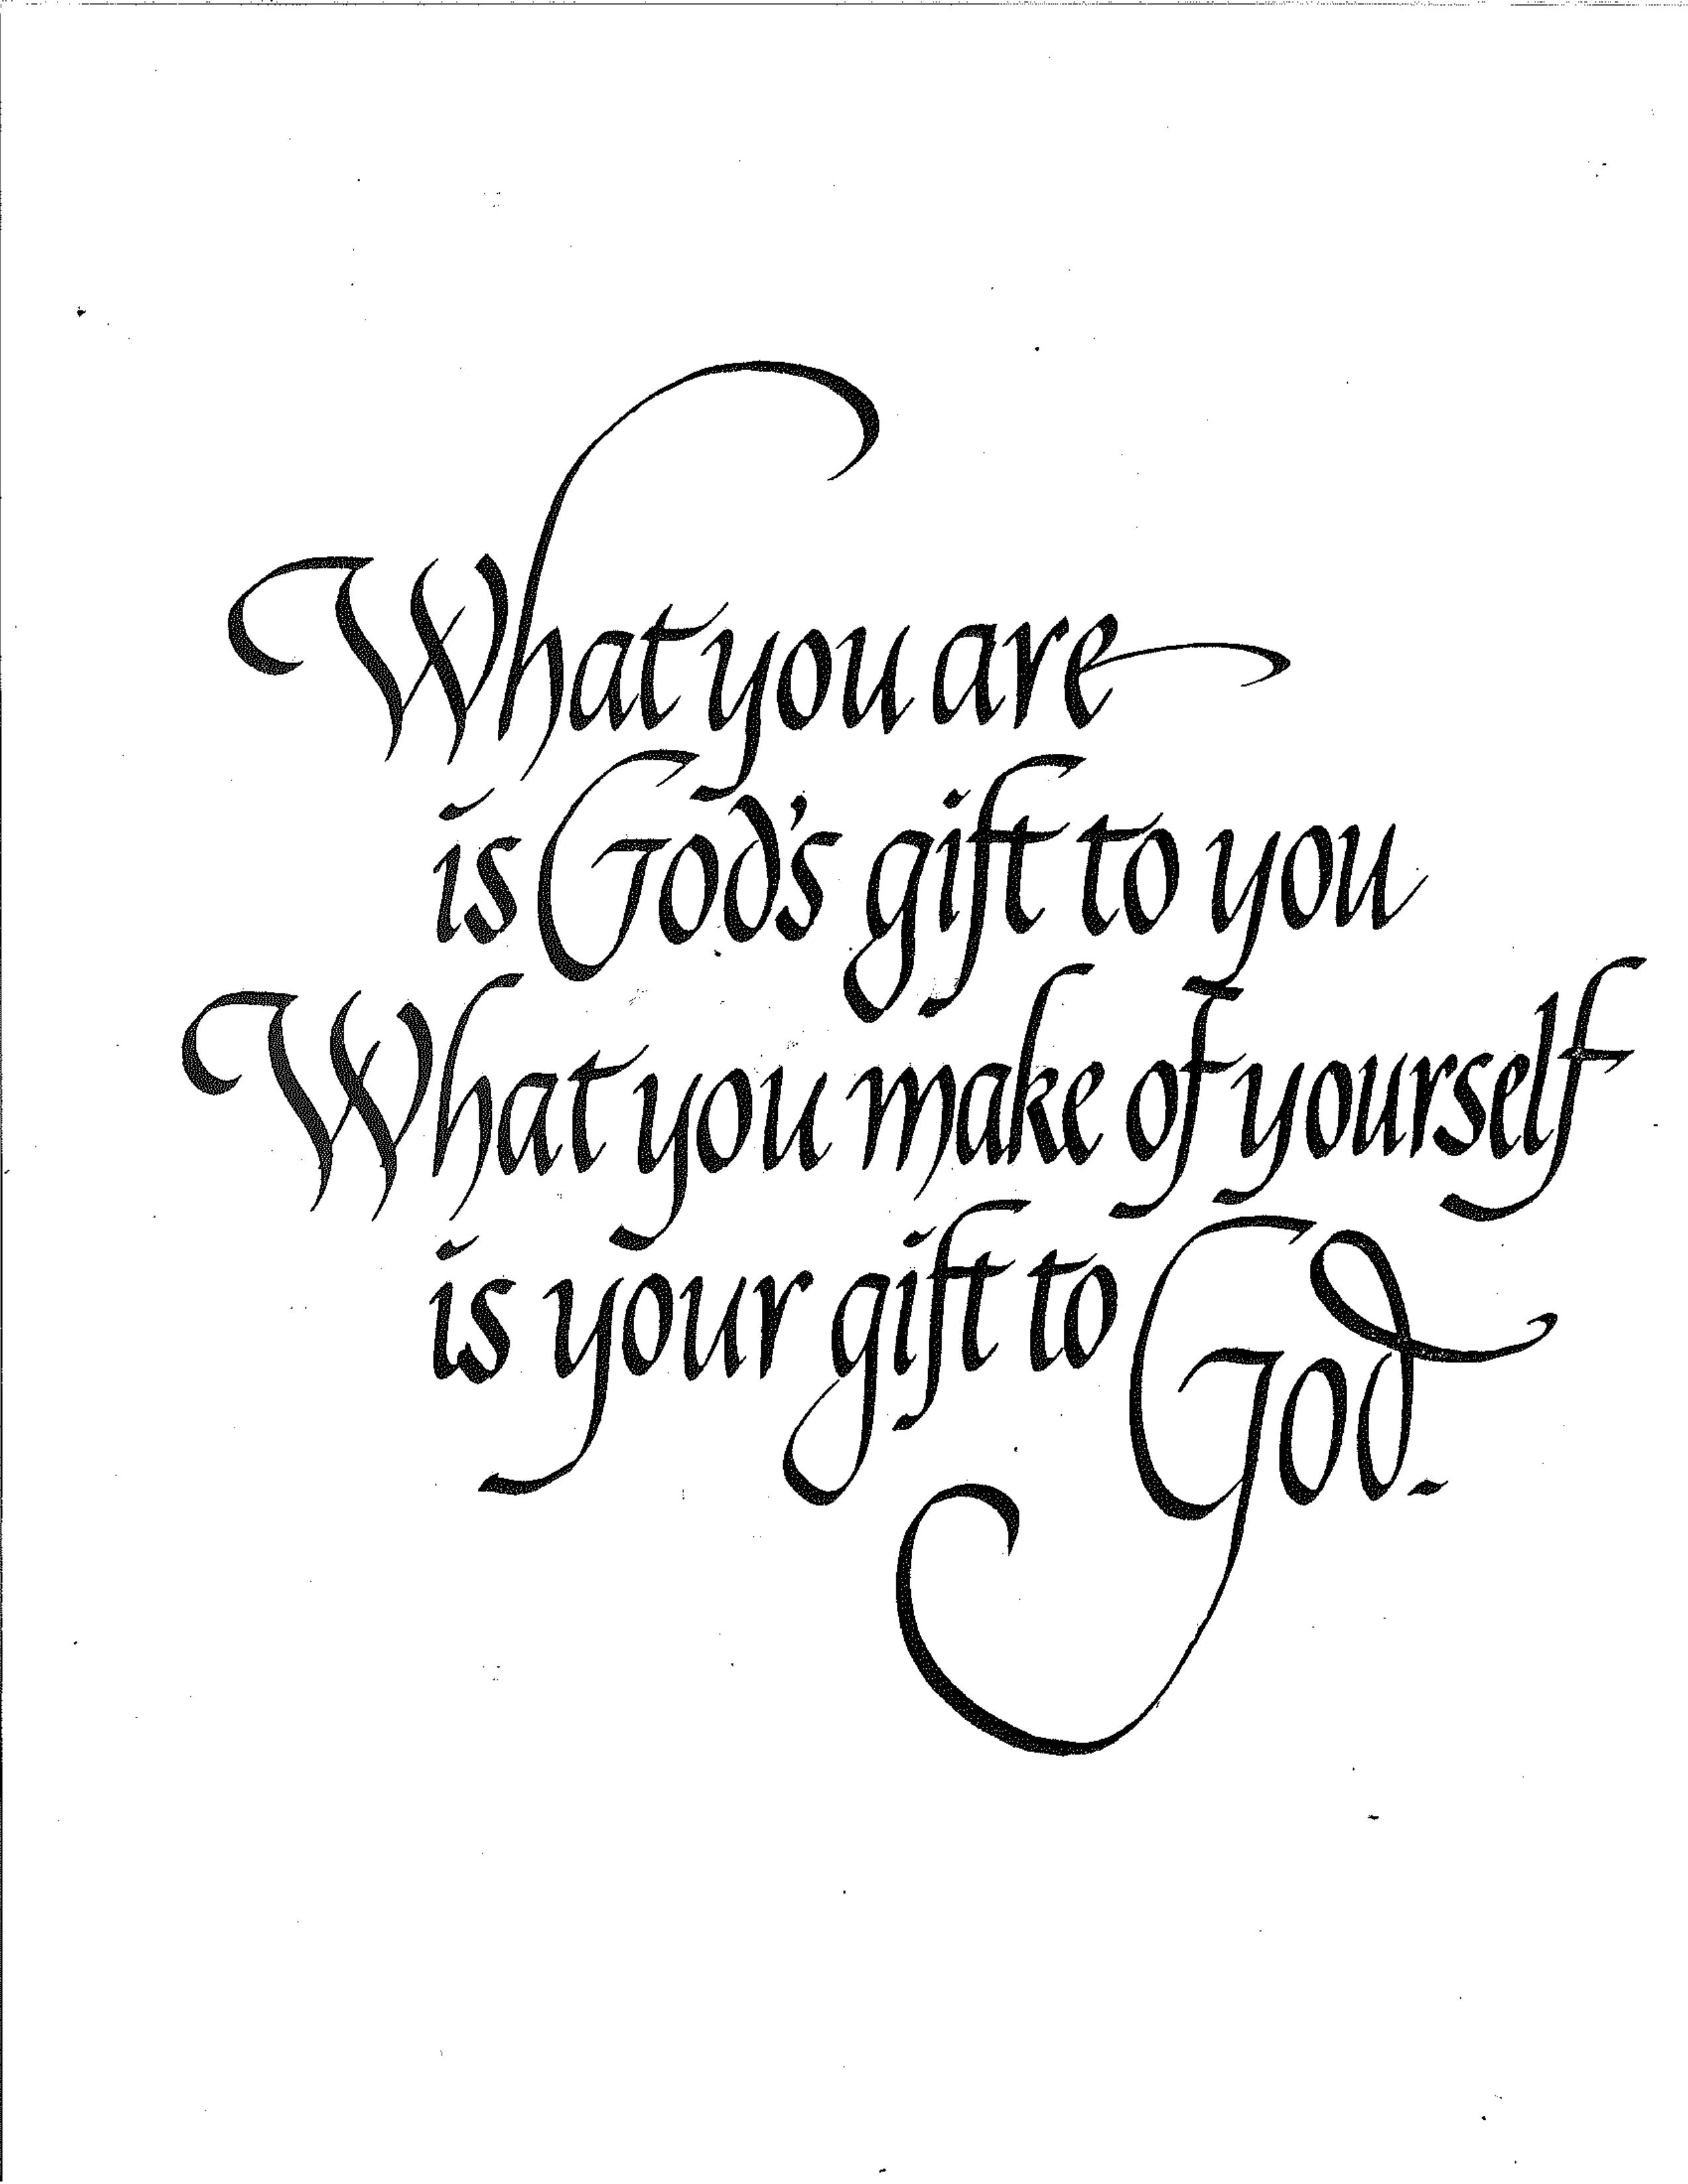 What you are
is God's gift to you
What you make of yourself
is your gift to God.